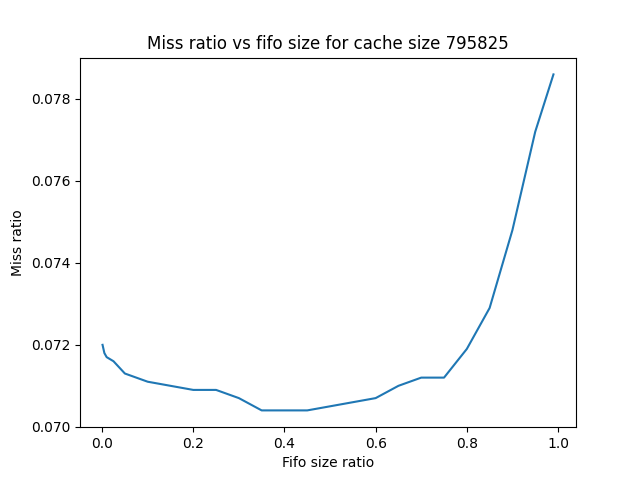 Miss ratio vs fifo size for cache size 795825
0.078
0.076
0.074
0.072
0.070
Miss ratio
0.0 0.2 0.4 0.6 0.8 1.0
Fifo size ratio